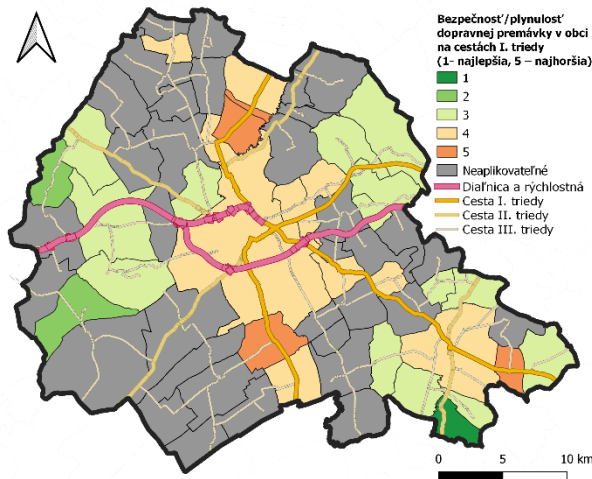 Bezpečnosť/plynulosť
dopravnej premávky v obci
na cestách I. triedy
(1- najlepšia, 5 – najhoršia)
1
2
3
4
5
Neaplikovateľné
Diaľnica a rýchlostná
Cesta I. triedy
Cesta II. triedy
Cesta III. triedy
0 5 10 km